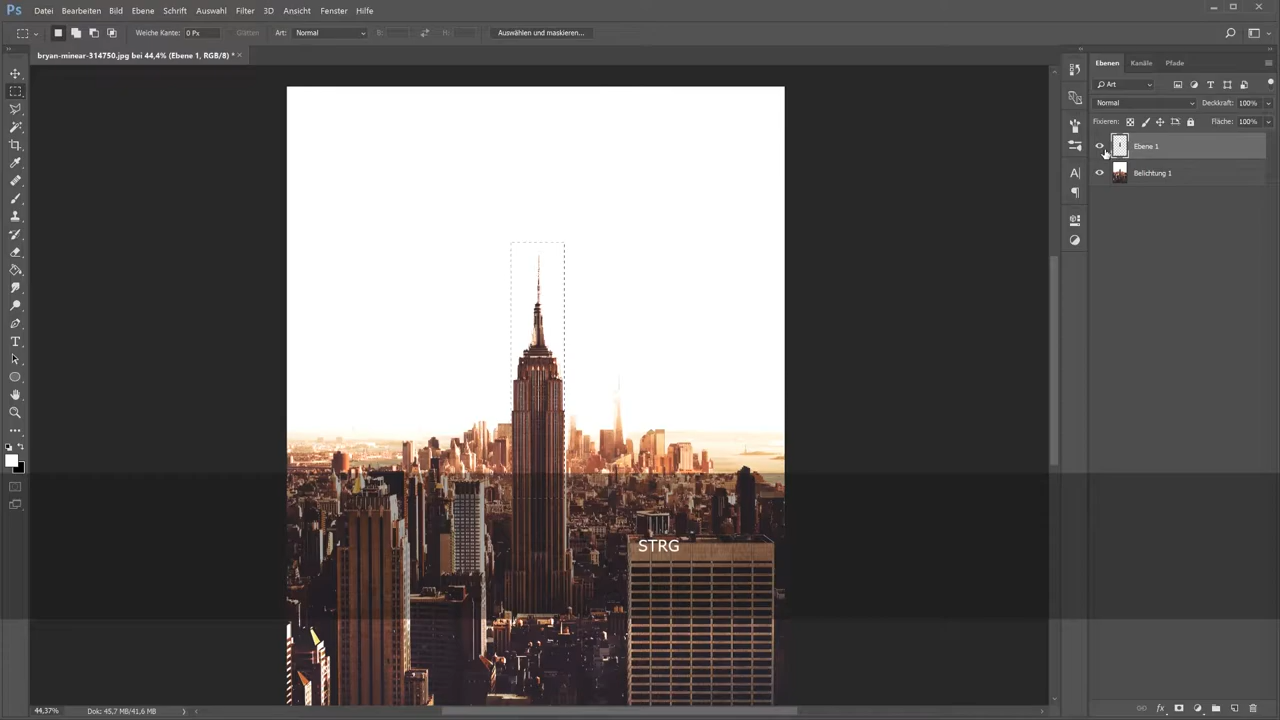 Ps Datei Bearbeiten Bild Ebene Schrift Auswahl Filter 3D Ansicht Fenster Hilfe
Weiche Kante: 0 Px Glätten Art: Normal B: H: Auswählen und maskieren...
bryan-minear-314750.jpg bei 44,4% (Ebene 1, RGB/8) * ×
Ebenen Kanäle Pfade
Art
Normal Deckkraft: 100%
Fixieren: Fläche: 100%
Ebene 1
Belichtung 1
STRG
44,37% Dok: 45,7 MB/41,6 MB
fx